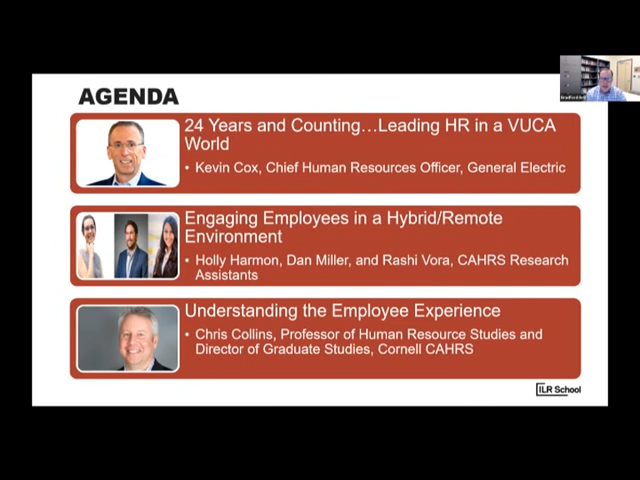 AGENDA
24 Years and Counting…Leading HR in a VUCA
World
• Kevin Cox, Chief Human Resources Officer, General Electric
Engaging Employees in a Hybrid/Remote
Environment
• Holly Harmon, Dan Miller, and Rashi Vora, CAHRS Research
Assistants
Understanding the Employee Experience
• Chris Collins, Professor of Human Resource Studies and
Director of Graduate Studies, Cornell CAHRS
ILR School